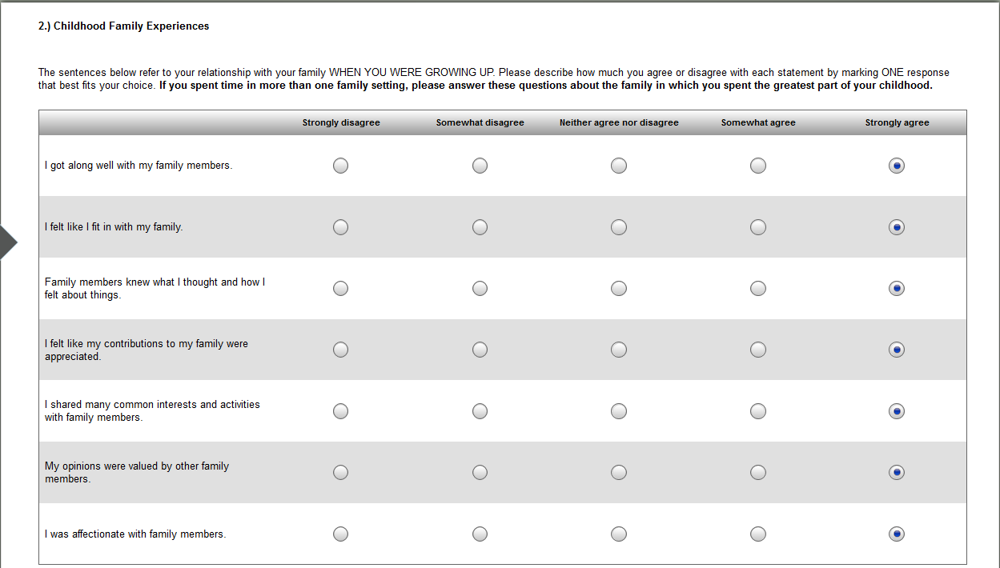 2.) Childhood Family Experiences
The sentences below refer to your relationship with your family WHEN YOU WERE GROWING UP. Please describe how much you agree or disagree with each statement by marking ONE response
that best fits your choice. If you spent time in more than one family setting, please answer these questions about the family in which you spent the greatest part of your childhood.
Strongly disagree Somewhat disagree Neither agree nor disagree Somewhat agree Strongly agree
I got along well with my family members.
I felt like I fit in with my family.
Family members knew what I thought and how I
felt about things.
I felt like my contributions to my family were
appreciated.
I shared many common interests and activities
with family members.
My opinions were valued by other family
members.
I was affectionate with family members.